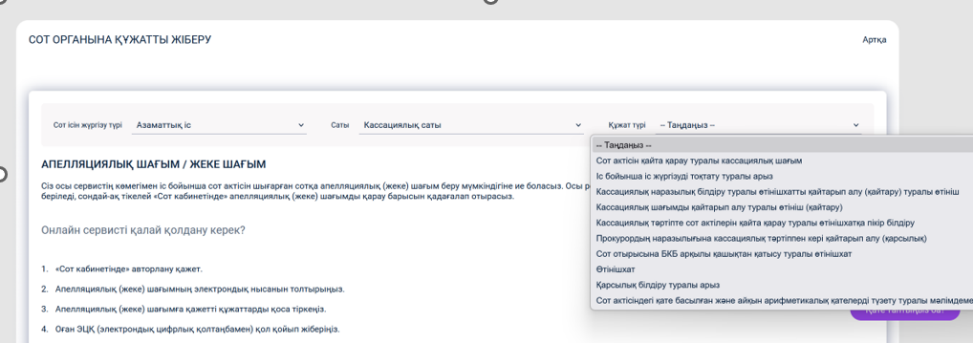 СОТ ОРГАНЫНА ҚҰЖАТТЫ ЖІБЕРУ
Артқа
Сот ісін жүргізу түрі Азаматтық іс Саты Кассациялық саты Құжат түрі -- Таңдаңыз --
-- Таңдаңыз --
Сот актісін қайта қарау туралы кассациялық шағым
Іс бойынша іс жүргізуді тоқтату туралы арыз
Кассациялық наразылық білдіру туралы өтінішхатты қайтарып алу (қайтару) туралы өтініш
Кассациялық шағымды қайтарып алу туралы өтініш (қайтару)
Кассациялық тәртіпте сот актілерін қайта қарау туралы өтінішхатқа пікір білдіру
Прокурордың наразылығына кассациялық тәртіппен кері қайтарып алу (қарсылық)
Сот отырысына БКБ арқылы қашықтан қатысу туралы өтінішхат
Өтінішхат
Қарсылық білдіру туралы арыз
Сот актісіндегі қате басылған және айқын арифметикалық қателерді түзету туралы мәлімдеме
АПЕЛЛЯЦИЯЛЫҚ ШАҒЫМ / ЖЕКЕ ШАҒЫМ
Сіз осы сервистің көмегімен іс бойынша сот актісін шығарған сотқа апелляциялық (жеке) шағым беру мүмкіндігіне ие боласыз. Осы
беріледі, сондай-ақ тікелей «Сот кабинетінде» апелляциялық (жеке) шағымды қарау барысын қадағалап отырасыз.
Онлайн сервисті қалай қолдану керек?
1. «Сот кабинетінде» авторлану қажет.
2. Апелляциялық (жеке) шағымның электрондық нысанын толтырыңыз.
3. Апелляциялық (жеке) шағымға қажетті құжаттарды қоса тіркеңіз.
4. Оған ЭЦҚ (электрондық цифрлық қолтаңбамен) қол қойып жіберіңіз.